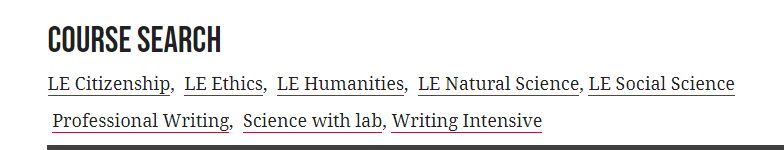 COURSE SEARCH
LE Citizenship, LE Ethics, LE Humanities, LE Natural Science, LE Social Science
Professional Writing, Science with lab, Writing Intensive